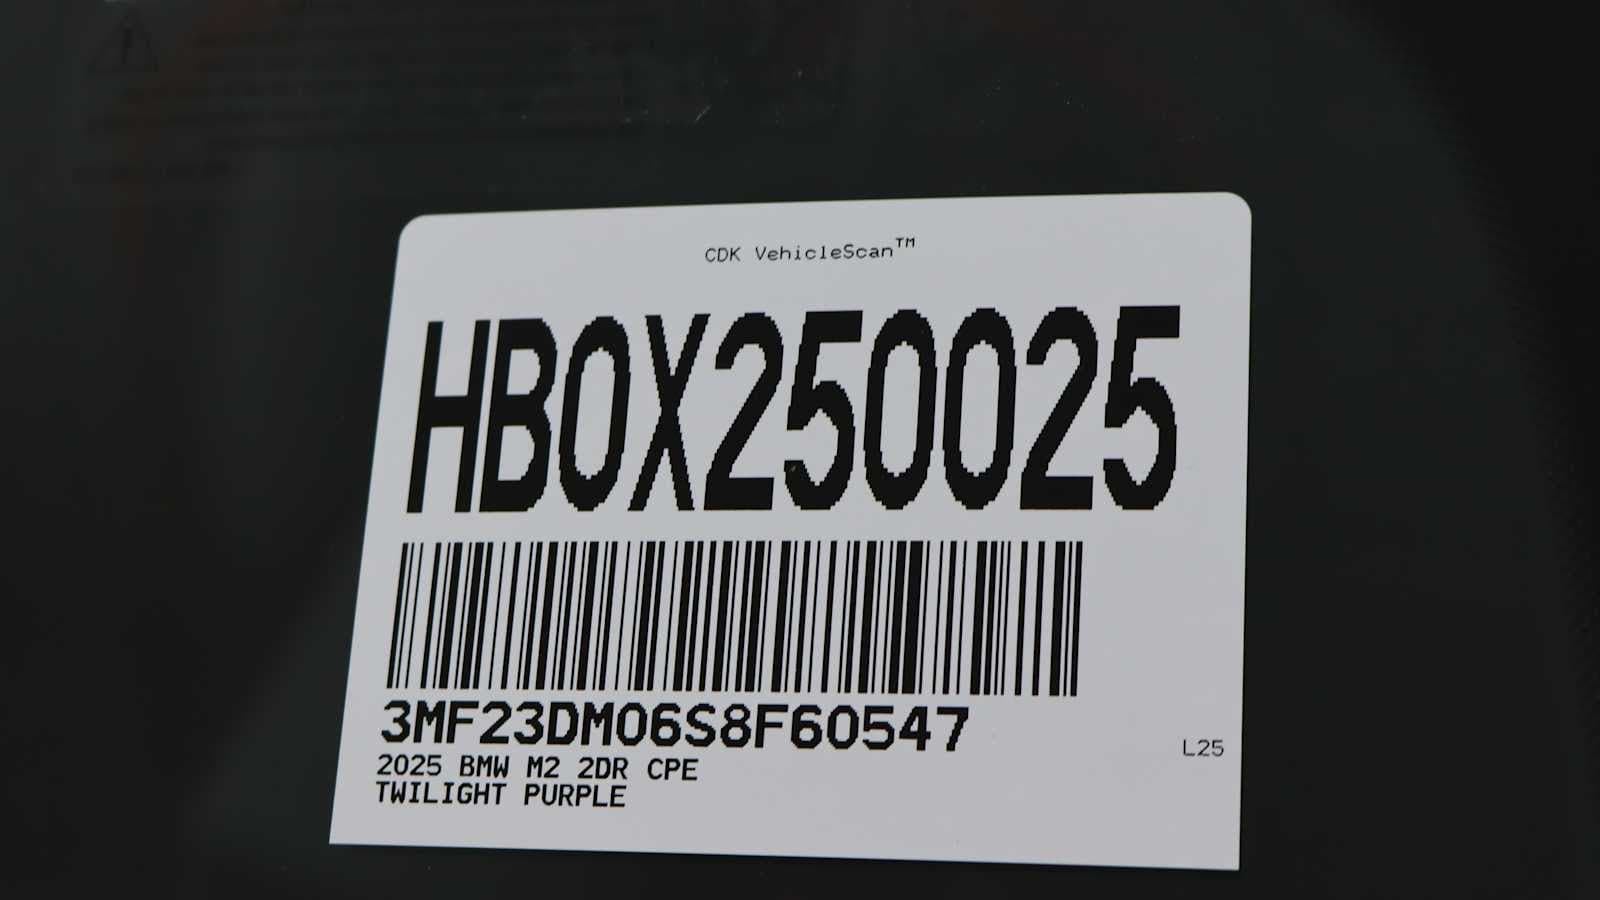 CDK VehicleScan™
HBOX250025
3MF23DM06S8F60547
2025 BMW M2 2DR CPE
TWILIGHT PURPLE
L25